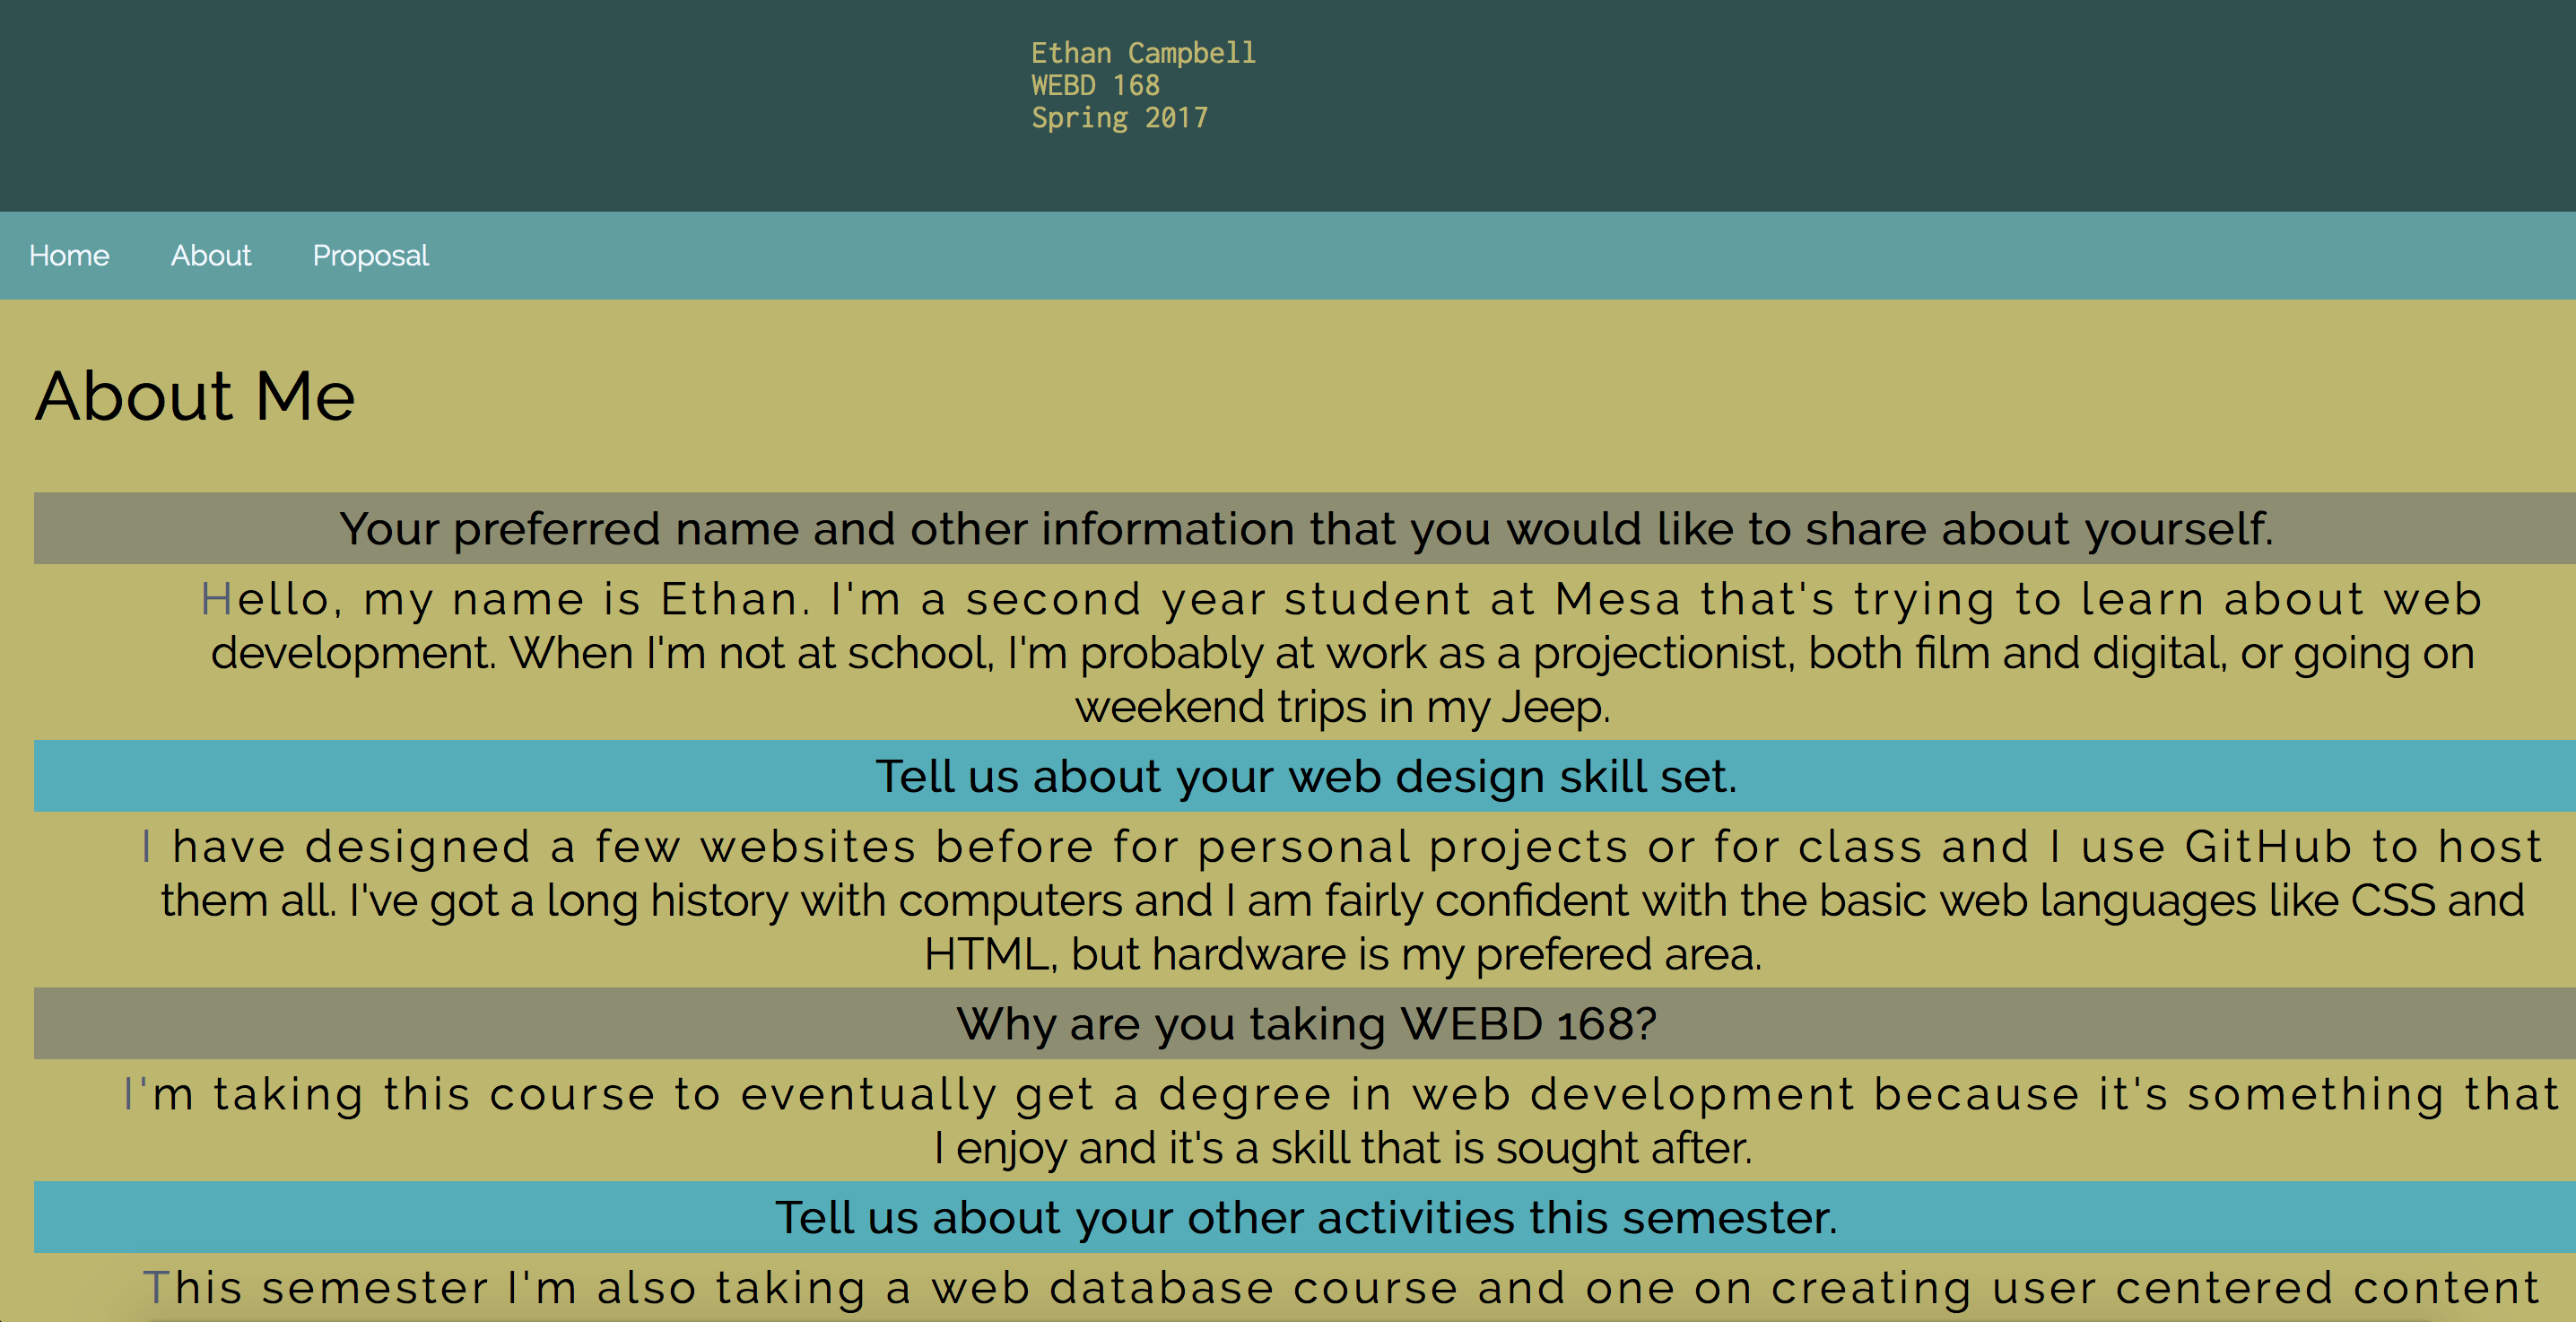 Ethan Campbell
WEBD 168
Spring 2017
Home About Proposal
About Me
Your preferred name and other information that you would like to share about yourself.
Hello, my name is Ethan. I'm a second year student at Mesa that's trying to learn about web
development. When I'm not at school, I'm probably at work as a projectionist, both film and digital, or going on
weekend trips in my Jeep.
Tell us about your web design skill set.
I have designed a few websites before for personal projects or for class and I use GitHub to host
them all. I've got a long history with computers and I am fairly confident with the basic web languages like CSS and
HTML, but hardware is my prefered area.
Why are you taking WEBD 168?
I'm taking this course to eventually get a degree in web development because it's something that
I enjoy and it's a skill that is sought after.
Tell us about your other activities this semester.
This semester I'm also taking a web database course and one on creating user centered content